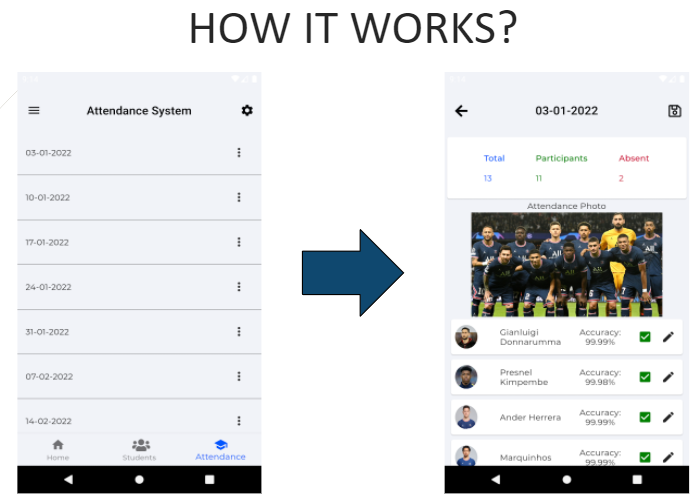 HOW IT WORKS?
Attendance System
03-01-2022
10-01-2022
17-01-2022
24-01-2022
31-01-2022
07-02-2022
14-02-2022
Home
Students
Attendance
03-01-2022
Total Participants Absent
13 11 2
Attendance Photo
Gianluigi
Donnarumma
Accuracy:
99.99%
Presnel
Kimpembe
Accuracy:
99.98%
Ander Herrera
Accuracy:
99.99%
Marquinhos
Accuracy:
99.99%